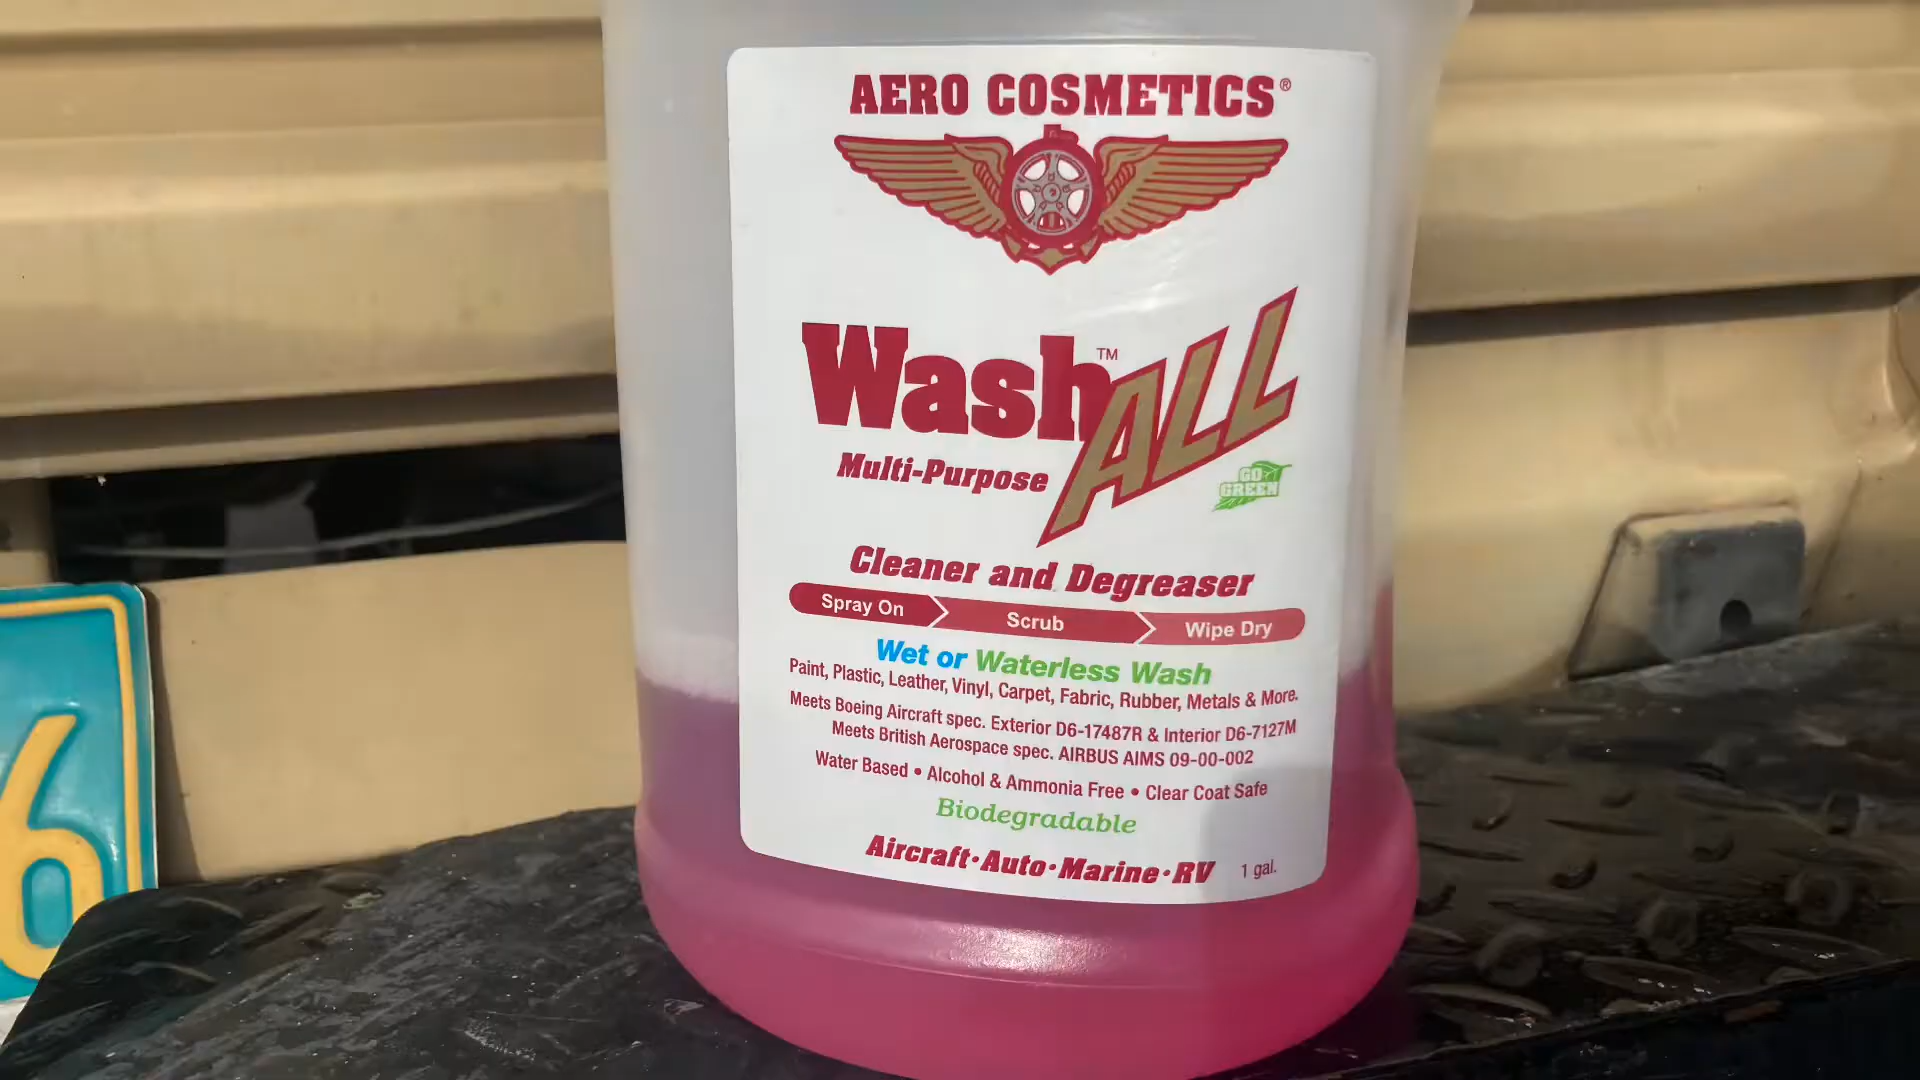 AERO COSMETICS®
Wash™ALL
Multi-Purpose
GO
GREEN
Cleaner and Degreaser
Spray On Scrub Wipe Dry
Wet or Waterless Wash
Paint, Plastic, Leather, Vinyl, Carpet, Fabric, Rubber, Metals & More.
Meets Boeing Aircraft spec. Exterior D6-17487R & Interior D6-7127M
Meets British Aerospace spec. AIRBUS AIMS 09-00-002
Water Based • Alcohol & Ammonia Free • Clear Coat Safe
Biodegradable
Aircraft·Auto·Marine·RV 1 gal.
6